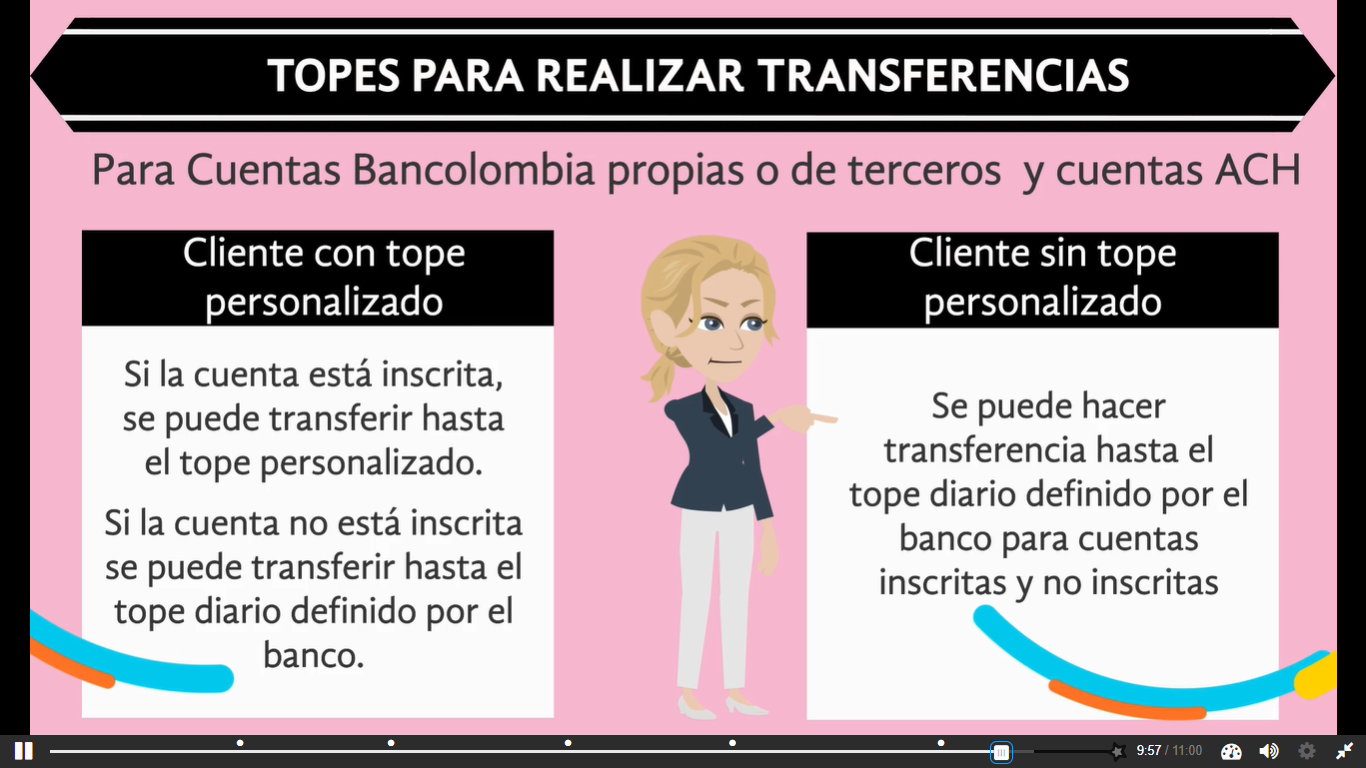 TOPES PARA REALIZAR TRANSFERENCIAS
Para Cuentas Bancolombia propias o de terceros y cuentas ACH
Cliente con tope
personalizado
Si la cuenta está inscrita,
se puede transferir hasta
el tope personalizado.
Si la cuenta no está inscrita
se puede transferir hasta el
tope diario definido por el
banco.
Cliente sin tope
personalizado
Se puede hacer
transferencia hasta el
tope diario definido por el
banco para cuentas
inscritas y no inscritas
9:57 / 11:00